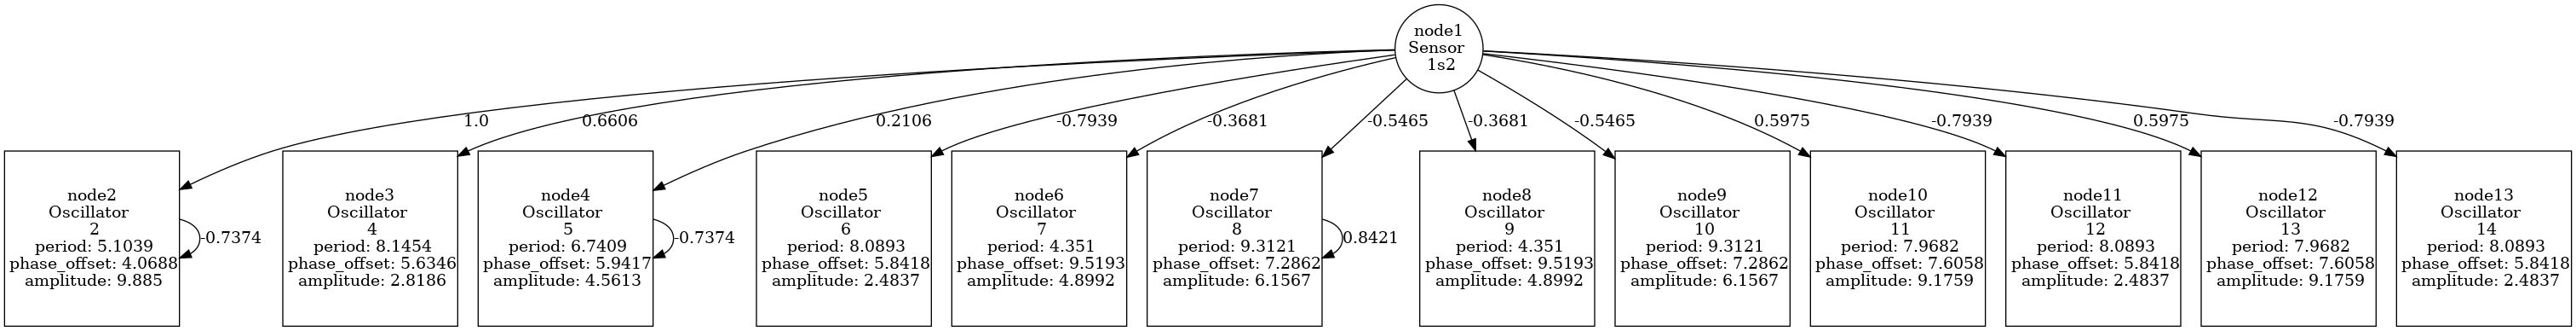 node1
Sensor
1s2
1.0
0.6606
0.2106
-0.7939
-0.3681
-0.5465
-0.3681
-0.5465
0.5975
-0.7939
0.5975
-0.7939
node2
Oscillator
2
period: 5.1039
phase_offset: 4.0688
amplitude: 9.885
-0.7374
node3
Oscillator
4
period: 8.1454
phase_offset: 5.6346
amplitude: 2.8186
node4
Oscillator
5
period: 6.7409
phase_offset: 5.9417
amplitude: 4.5613
-0.7374
node5
Oscillator
6
period: 8.0893
phase_offset: 5.8418
amplitude: 2.4837
node6
Oscillator
7
period: 4.351
phase_offset: 9.5193
amplitude: 4.8992
node7
Oscillator
8
period: 9.3121
phase_offset: 7.2862
amplitude: 6.1567
0.8421
node8
Oscillator
9
period: 4.351
phase_offset: 9.5193
amplitude: 4.8992
node9
Oscillator
10
period: 9.3121
phase_offset: 7.2862
amplitude: 6.1567
node10
Oscillator
11
period: 7.9682
phase_offset: 7.6058
amplitude: 9.1759
node11
Oscillator
12
period: 8.0893
phase_offset: 5.8418
amplitude: 2.4837
node12
Oscillator
13
period: 7.9682
phase_offset: 7.6058
amplitude: 9.1759
node13
Oscillator
14
period: 8.0893
phase_offset: 5.8418
amplitude: 2.4837